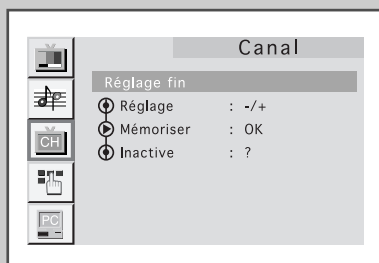 Canal
Réglage fin
Réglage : -/+
Mémoriser : OK
Inactive : ?
CH
PC